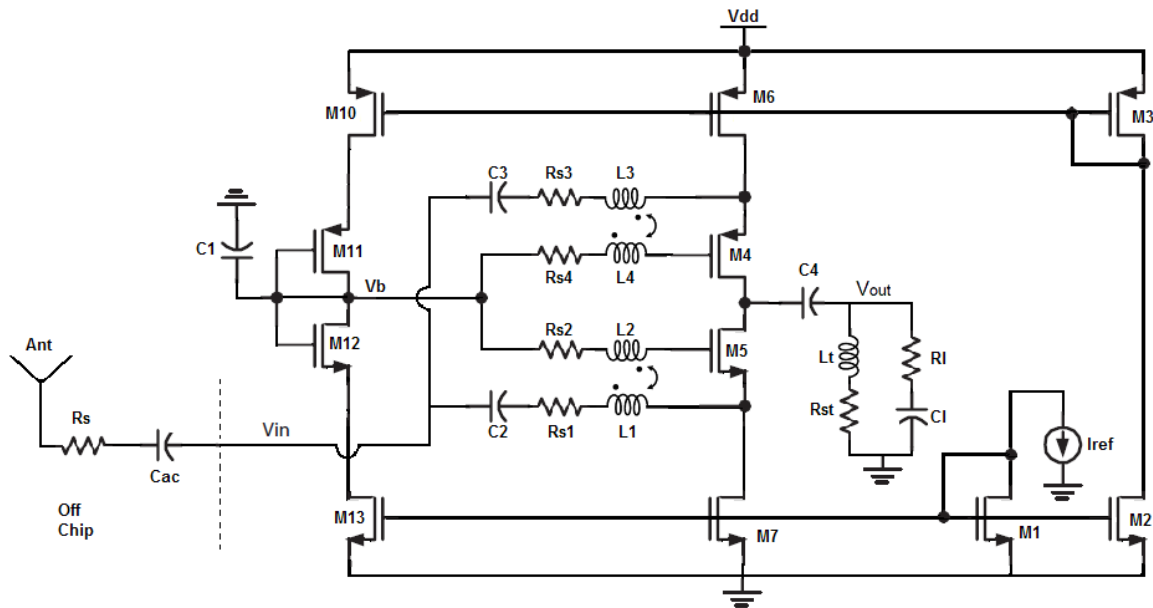 Vdd
M10
M6
M3
C3
Rs3
L3
M11
M4
C1
Rs4
L4
C4
Vb
Vout
M12
Rs2
L2
M5
Ant
Lt
Rl
Rs
Vin
C2
Rs1
L1
Rst
Cl
Iref
Cac
Off
Chip
M13
M7
M1
M2